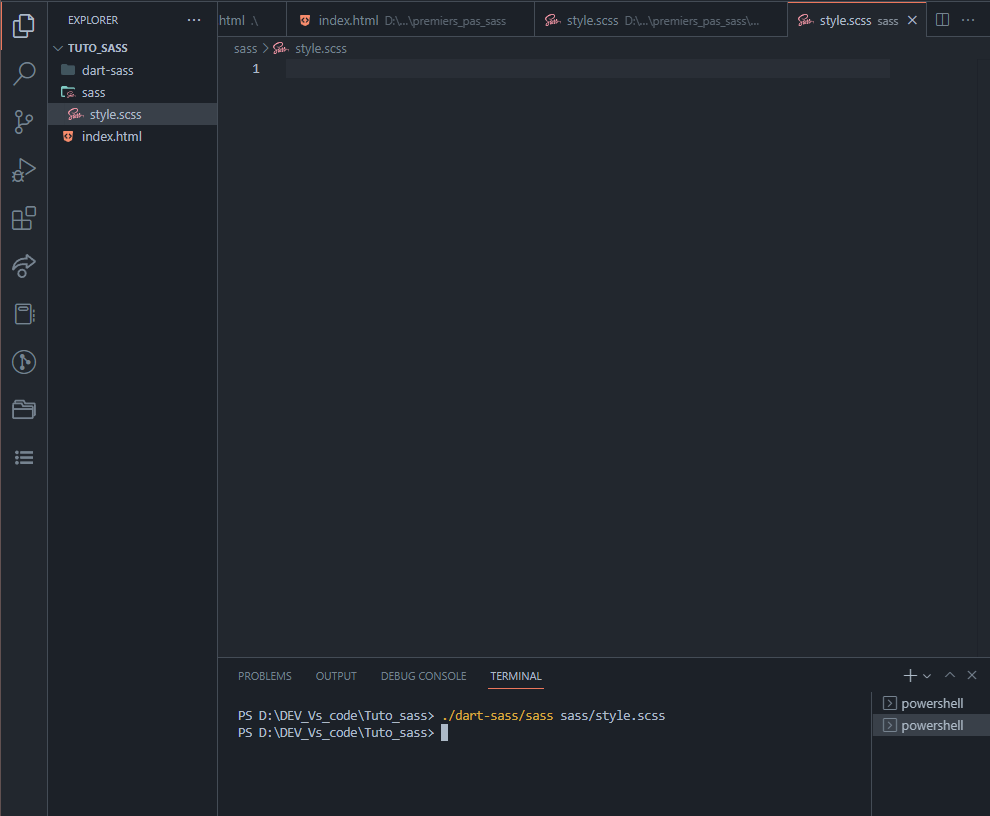 EXPLORER
TUTO_SASS
dart-sass
sass
style.scss
index.html
html .\
index.html D:\...\premiers_pas_sass
style.scss D:\...\premiers_pas_sass\...
style.scss sass
sass > style.scss
1
PROBLEMS OUTPUT DEBUG CONSOLE TERMINAL
PS D:\DEV_Vs_code\Tuto_sass> ./dart-sass/sass sass/style.scss
PS D:\DEV_Vs_code\Tuto_sass>
powershell
powershell